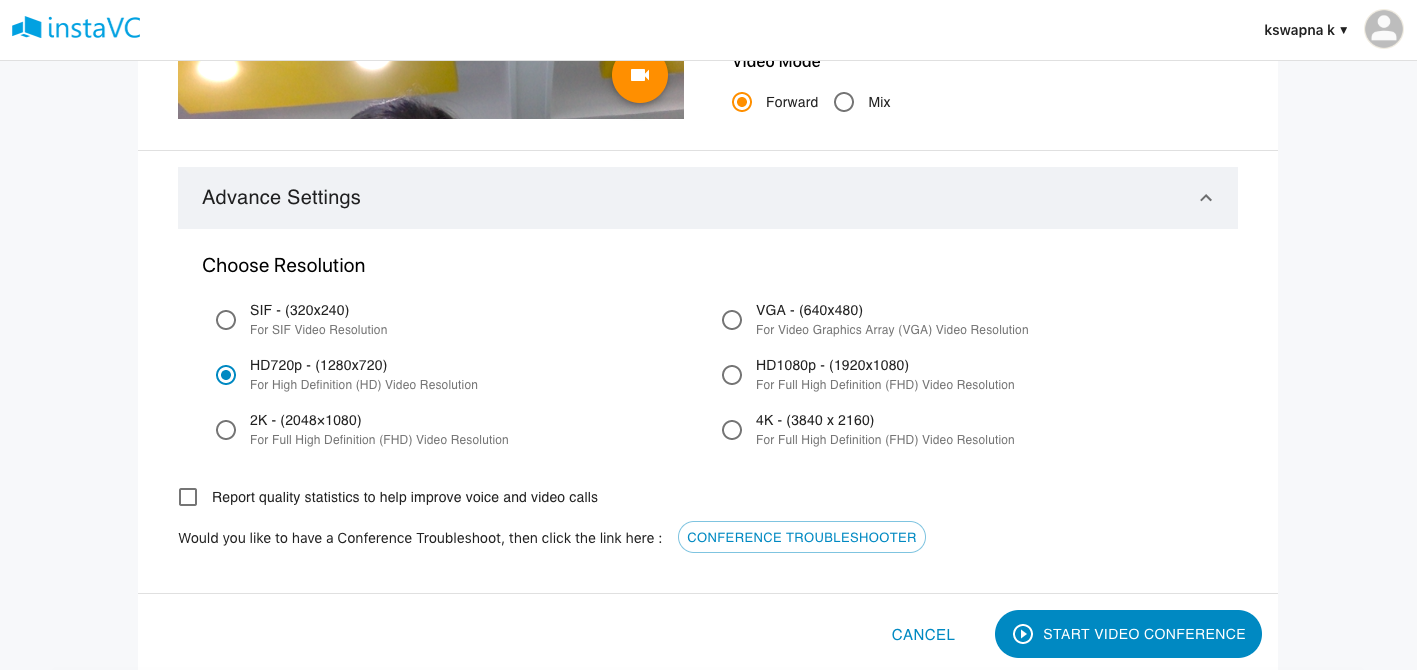 instaVC
kswapna k ▾
Video Mode
Forward
Mix
Advance Settings
Choose Resolution
SIF - (320x240)
For SIF Video Resolution
VGA - (640x480)
For Video Graphics Array (VGA) Video Resolution
HD720p - (1280x720)
For High Definition (HD) Video Resolution
HD1080p - (1920x1080)
For Full High Definition (FHD) Video Resolution
2K - (2048×1080)
For Full High Definition (FHD) Video Resolution
4K - (3840 x 2160)
For Full High Definition (FHD) Video Resolution
Report quality statistics to help improve voice and video calls
Would you like to have a Conference Troubleshoot, then click the link here :
CONFERENCE TROUBLESHOOTER
CANCEL
START VIDEO CONFERENCE